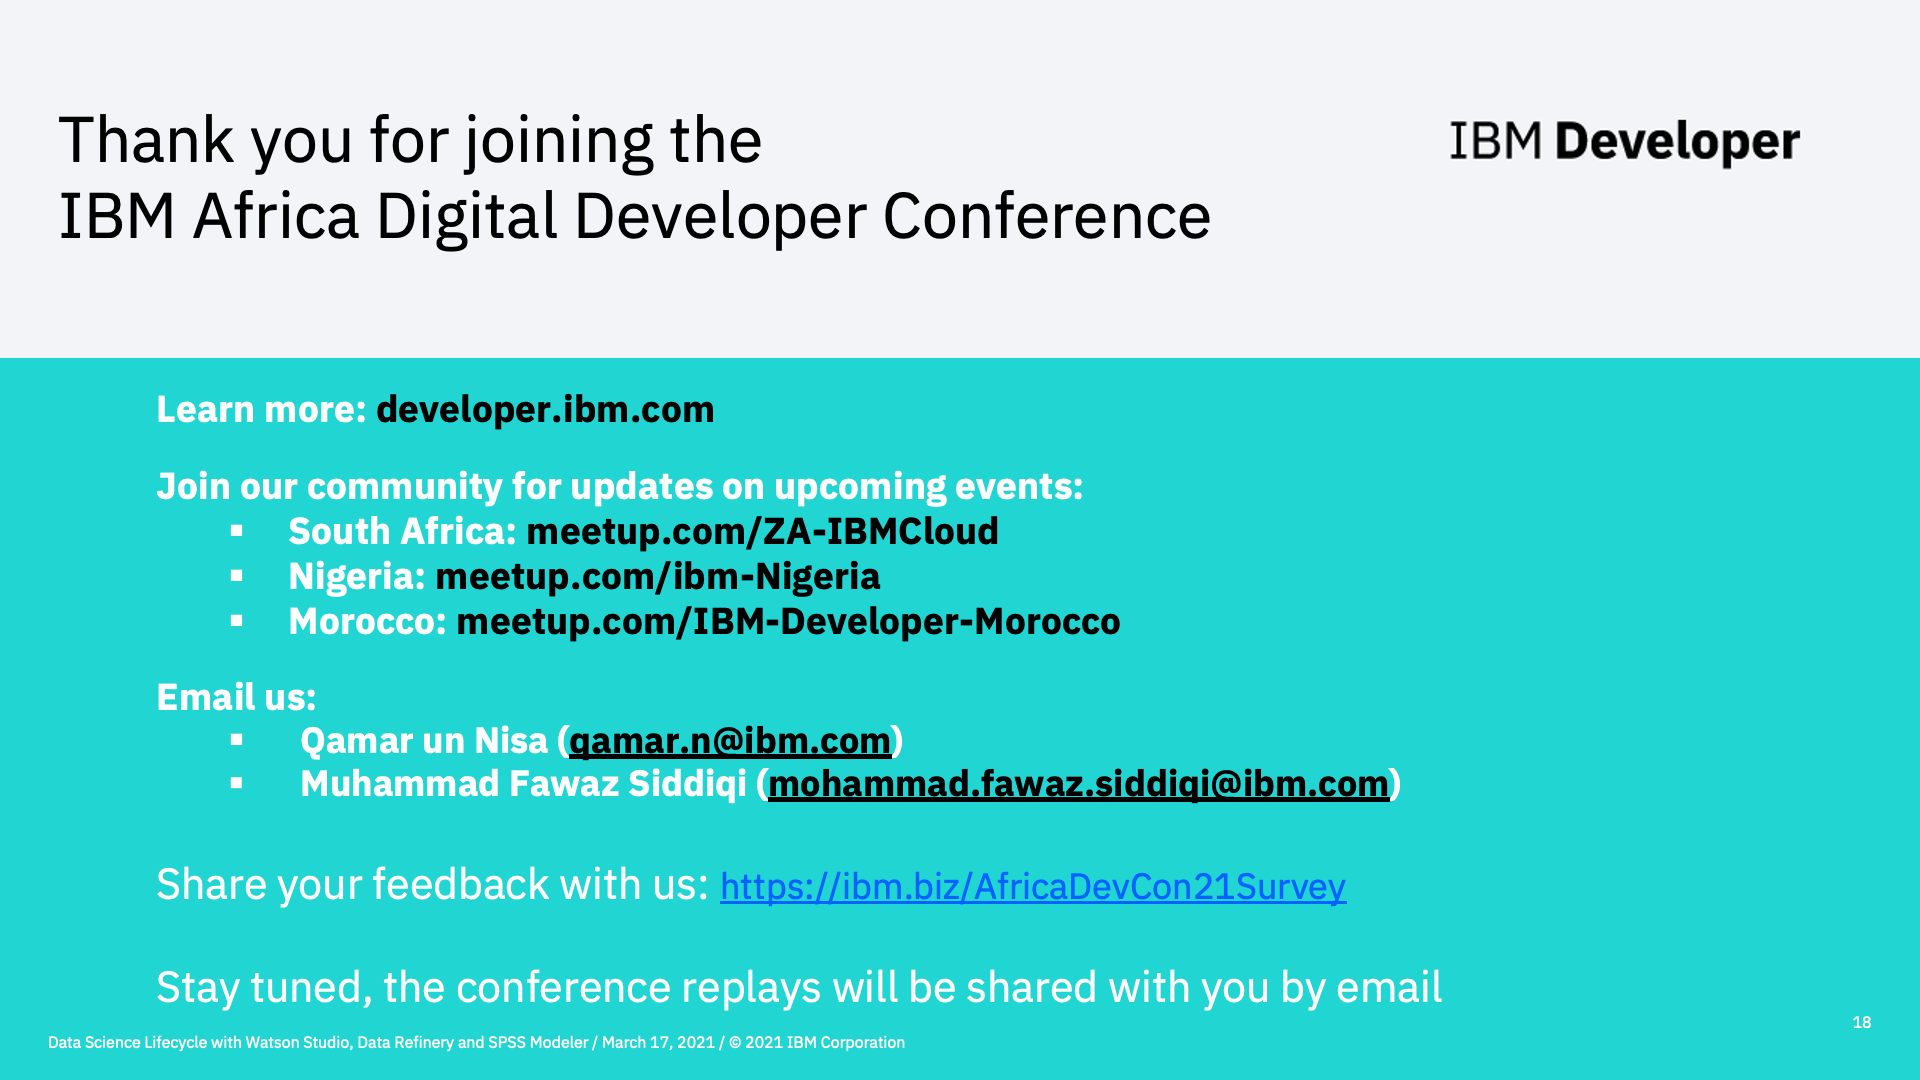 Thank you for joining the
IBM Africa Digital Developer Conference
IBM Developer
Learn more: developer.ibm.com
Join our community for updates on upcoming events:
▪ South Africa: meetup.com/ZA-IBMCloud
▪ Nigeria: meetup.com/ibm-Nigeria
▪ Morocco: meetup.com/IBM-Developer-Morocco
Email us:
▪ Qamar un Nisa (qamar.n@ibm.com)
▪ Muhammad Fawaz Siddiqi (mohammad.fawaz.siddiqi@ibm.com)
Share your feedback with us: https://ibm.biz/AfricaDevCon21Survey
Stay tuned, the conference replays will be shared with you by email
18
Data Science Lifecycle with Watson Studio, Data Refinery and SPSS Modeler / March 17, 2021 / © 2021 IBM Corporation